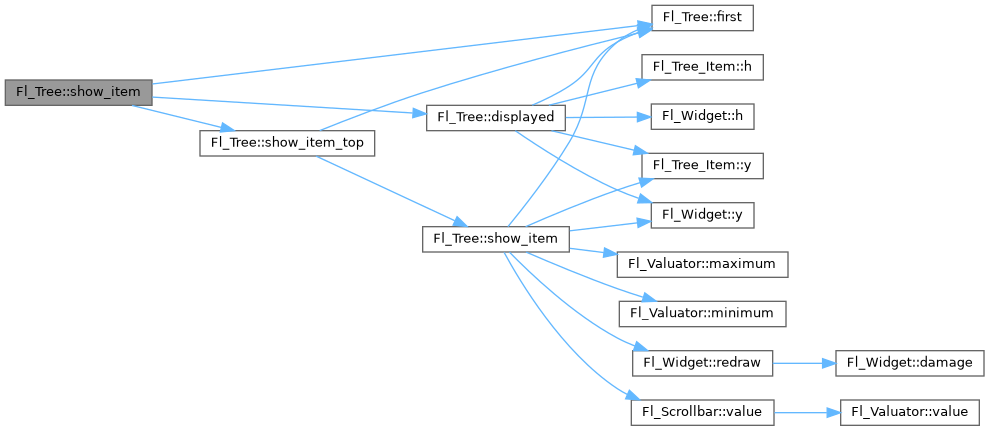 Fl_Tree::first
Fl_Tree_Item::h
Fl_Tree::show_item
Fl_Tree::displayed
Fl_Widget::h
Fl_Tree::show_item_top
Fl_Tree_Item::y
Fl_Widget::y
Fl_Tree::show_item
Fl_Valuator::maximum
Fl_Valuator::minimum
Fl_Widget::redraw
Fl_Widget::damage
Fl_Scrollbar::value
Fl_Valuator::value